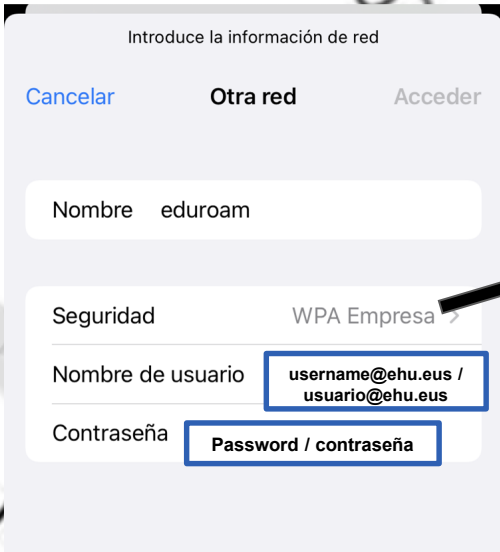 Introduce la información de red
Cancelar Otra red Acceder
Nombre eduroam
Seguridad WPA Empresa >
Nombre de usuario username@ehu.eus /
usuario@ehu.eus
Contraseña Password / contraseña